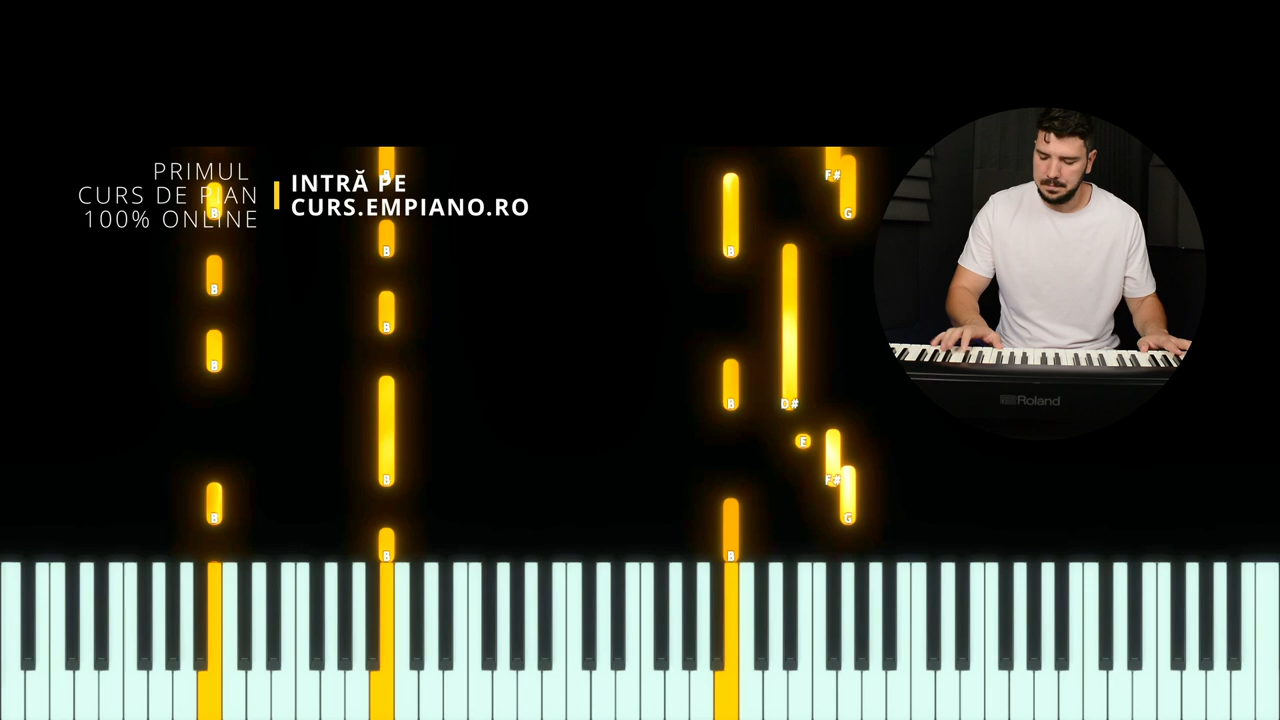 PRIMUL
CURS DE PIAN
100% ONLINE
INTRĂ PE
CURS.EMPIANO.RO
B
F#
B
G
B
B
B
B
B
B
D#
B
E
B
F#
B
G
B
B
Roland